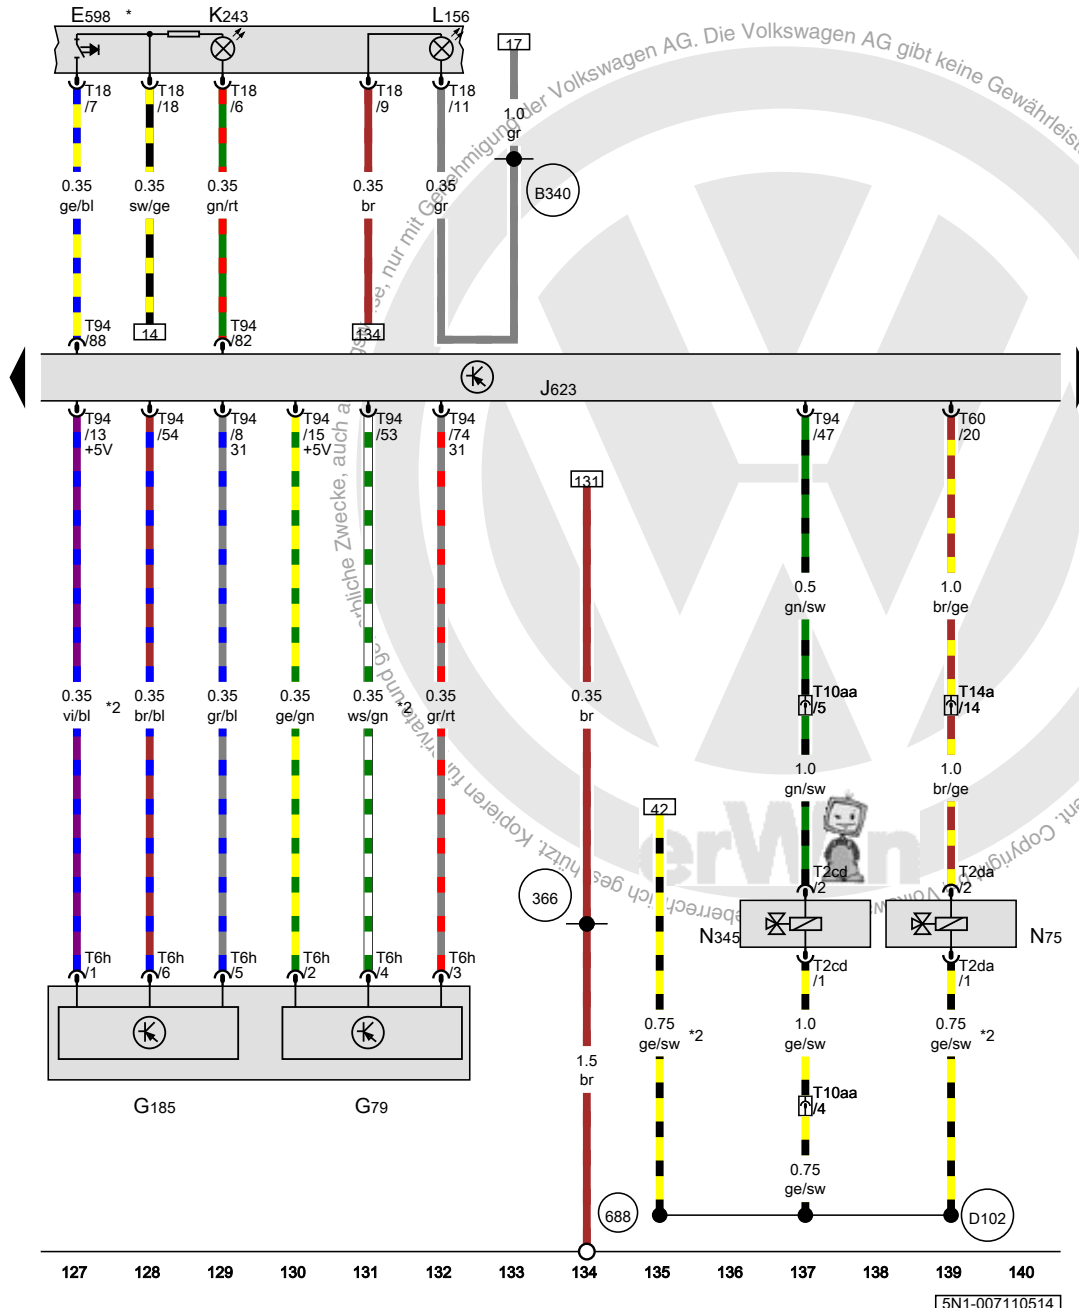 E598 * K243 L156
17
T18 /7
T18 /18
T18 /6
T18 /9
T18 /11
1.0 gr
B340
0.35 ge/bl
0.35 sw/ge
0.35 gn/rt
0.35 br
0.35 gr
T94 /88
14
T94 /82
134
J623
T94 /13 +5V
T94 /54
T94 /8 31
T94 /15 +5V
T94 /53
T94 /74 31
T94 /47
T60 /20
131
0.5 gn/sw
1.0 br/ge
0.35 vi/bl *2
0.35 br/bl
0.35 gr/bl
0.35 ge/gn
0.35 ws/gn *2
0.35 gr/rt
0.35 br
T10aa /5
T14a /14
1.0 gn/sw
1.0 br/ge
42
erWin
T2cd /2
T2da /2
366
N345
N75
T6h /1
T6h /6
T6h /5
T6h /2
T6h /4
T6h /3
T2cd /1
T2da /1
0.75 ge/sw *2
1.0 ge/sw
0.75 ge/sw *2
1.5 br
G185
G79
T10aa /4
0.75 ge/sw
688
D102
127 128 129 130 131 132 133 134 135 136 137 138 139 140
5N1-007110514
nur mit Genehmigung der Volkswagen AG. Die Volkswagen AG gibt keine Gewährleis
Zwecke, auch a
Kopieren für private und